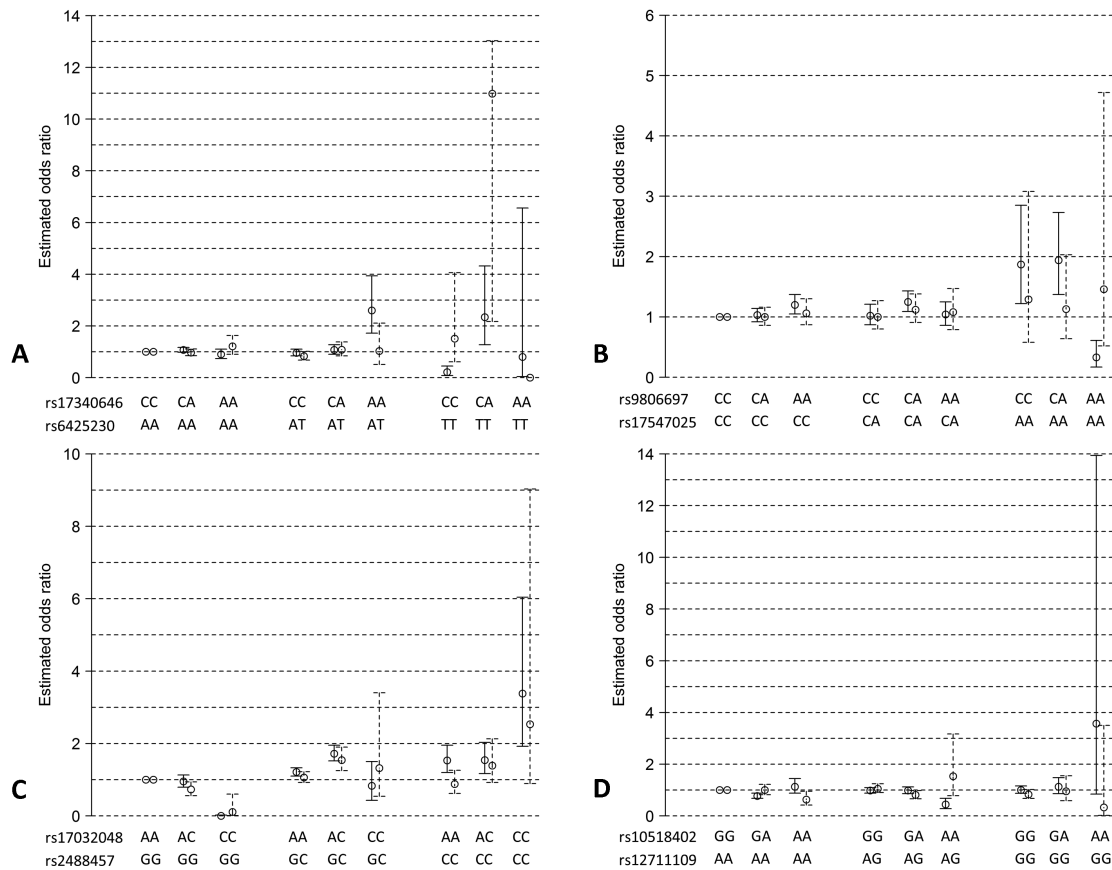 14
12
10
8
6
4
2
0
Estimated odds ratio
A
rs17340646 CC CA AA CC CA AA CC CA AA
rs6425230 AA AA AA AT AT AT TT TT TT
6
5
4
3
2
1
0
Estimated odds ratio
B
rs9806697 CC CA AA CC CA AA CC CA AA
rs17547025 CC CC CC CA CA CA AA AA AA
10
8
6
4
2
0
Estimated odds ratio
C
rs17032048 AA AC CC AA AC CC AA AC CC
rs2488457 GG GG GG GC GC GC CC CC CC
14
12
10
8
6
4
2
0
Estimated odds ratio
D
rs10518402 GG GA AA GG GA AA GG GA AA
rs12711109 AA AA AA AG AG AG GG GG GG